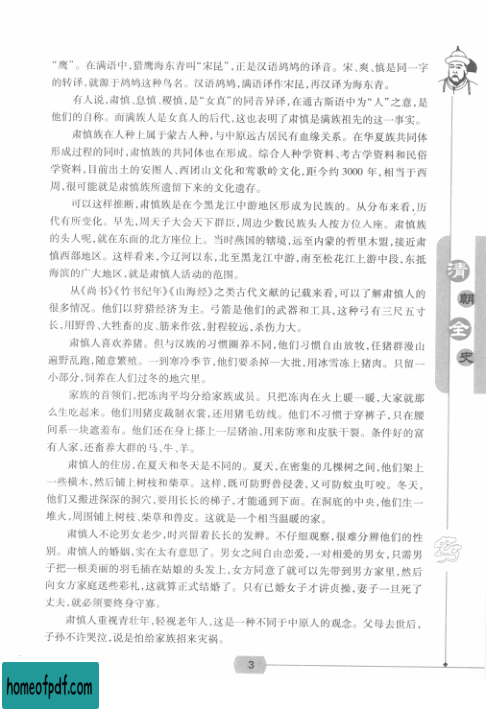 “鹰”。在满语中,猎鹰海东青叫“宋昆”,正是汉语鸪鸠的译音。宋、爽、慎是同一字
的转译,就源于鸪鸠这种鸟名。汉语鸪鸠,满语译作宋昆,再汉译为海东青。
有人说,肃慎、息慎、稷慎,是“女真”的同音异译,在通古斯语中为“人”之意,是
他们的自称。而满族人是女真人的后代,这也表明了肃慎是满族祖先的这一事实。
肃慎族在人种上属于蒙古人种,与中原远古居民有血缘关系。在华夏族共同体
形成过程的同时,肃慎族的共同体也在形成。综合人种学资料、考古学资料和民俗
学资料,目前出土的安图人、西团山文化和莺歌岭文化,距今约 3000 年,相当于西
周,很可能就是肃慎族所遗留下来的文化遗存。
可以这样推断,肃慎族是在今黑龙江中游地区形成为民族的。从分布来看,历
代有所变化。早先,周天子大会天下群臣,周边少数民族头人按方位入座。肃慎族
的头人呢,就在东面的北方座位上。当时燕国的辖境,远至内蒙的哲里木盟,接近肃
慎西部地区。这样看来,今辽河以东,北至黑龙江中游,南至松花江上游中段,东抵
海滨的广大地区,就是肃慎人活动的范围。
从《尚书》《竹书纪年》《山海经》之类古代文献的记载来看,可以了解肃慎人的
很多情况。他们以狩猎经济为主。弓箭是他们的武器和工具,这种弓有三尺五寸
长,用野兽、大牲畜的皮、筋来作弦,射程较远,杀伤力大。
肃慎人喜欢养猪。但与汉族的习惯圈养不同,他们习惯自由放牧,任猪群漫山
遍野乱跑,随意繁殖。一到寒冷季节,他们要杀掉一大批,用冰雪冻上猪肉。只留一
小部分,饲养在人们过冬的地穴里。
家族的首领们,把冻肉平均分给家族成员。只把冻肉在火上暖一暖,大家就那
么生吃起来。他们用猪皮裁制衣裳,还用猪毛纺线。他们不习惯于穿裤子,只在腰
间系一块遮羞布。他们还在身上搽上一层猪油,用来防寒和皮肤干裂。条件好的富
有人家,还畜养大群的马、牛、羊。
肃慎人的住房,在夏天和冬天是不同的。夏天,在密集的几棵树之间,他们架上
一些横木,然后铺上树枝和柴草。这样,既可防野兽侵袭,又可防蚊虫叮咬。冬天,
他们又搬进深深的洞穴,要用长长的梯子,才能通到下面。在洞底的中央,他们生一
堆火,周围铺上树枝、柴草和兽皮。这就是一个相当温暖的家。
肃慎人不论男女老少,时兴留着长长的发辫。不仔细观察,很难分辨他们的性
别。肃慎人的婚姻,实在太有意思了。男女之间自由恋爱,一对相爱的男女,只需男
子把一根美丽的羽毛插在姑娘的头发上,女方同意了就可以先带到男方家里,然后
向女方家庭送些彩礼,这就算正式结婚了。只有已婚女子才讲贞操,妻子一旦死了
丈夫,就必须要终身守寡。
肃慎人重视青壮年,轻视老年人,这是一种不同于中原人的观念。父母去世后,
子孙不许哭泣,说是怕给家族招来灾祸。
清
朝
全
史
3
homeofpdf.com